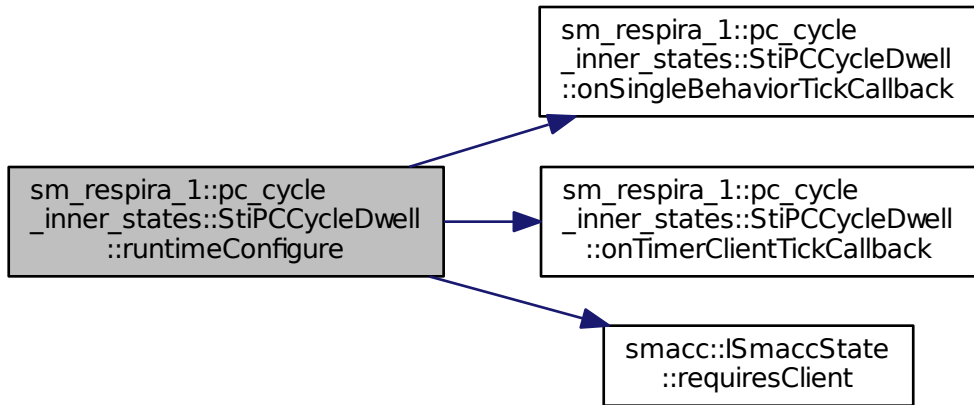 sm_respira_1::pc_cycle
_inner_states::StiPCCycleDwell
::runtimeConfigure
sm_respira_1::pc_cycle
_inner_states::StiPCCycleDwell
::onSingleBehaviorTickCallback
sm_respira_1::pc_cycle
_inner_states::StiPCCycleDwell
::onTimerClientTickCallback
smacc::ISmaccState
::requiresClient